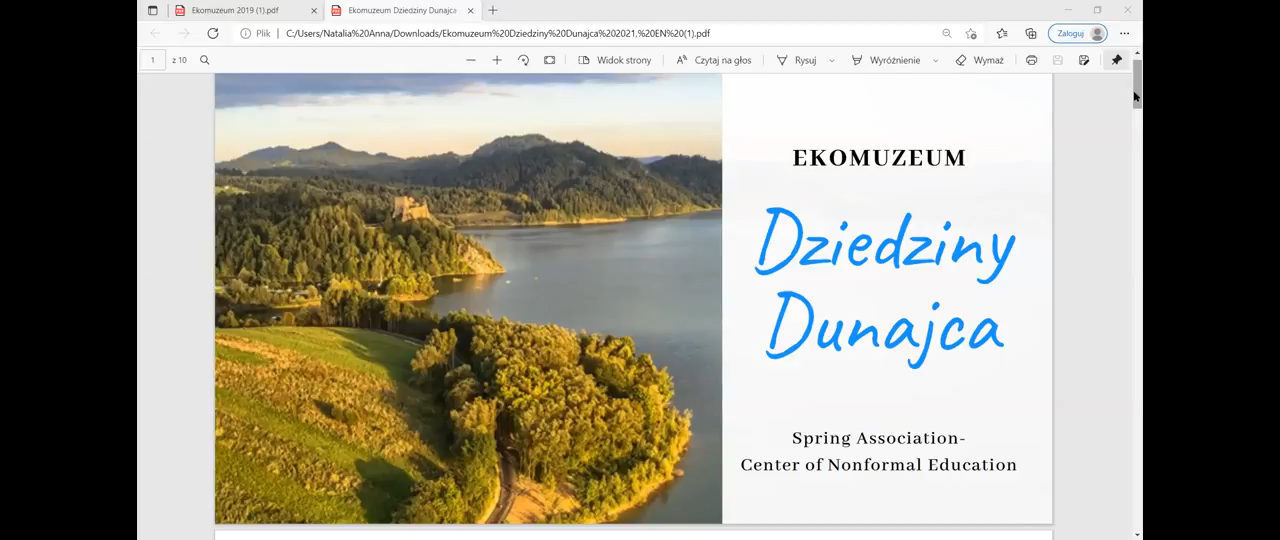 Ekomuzeum 2019 (1).pdf
Ekomuzeum Dziedziny Dunajca
Plik
C:/Users/Natalia%20Anna/Downloads/Ekomuzeum%20Dziedziny%20Dunajca%202021,%20EN%20(1).pdf
Zaloguj
1 z 10
Widok strony
Czytaj na głos
Rysuj
Wyróżnienie
Wymaż
EKOMUZEUM
Dziedziny
Dunajca
Spring Association-
Center of Nonformal Education